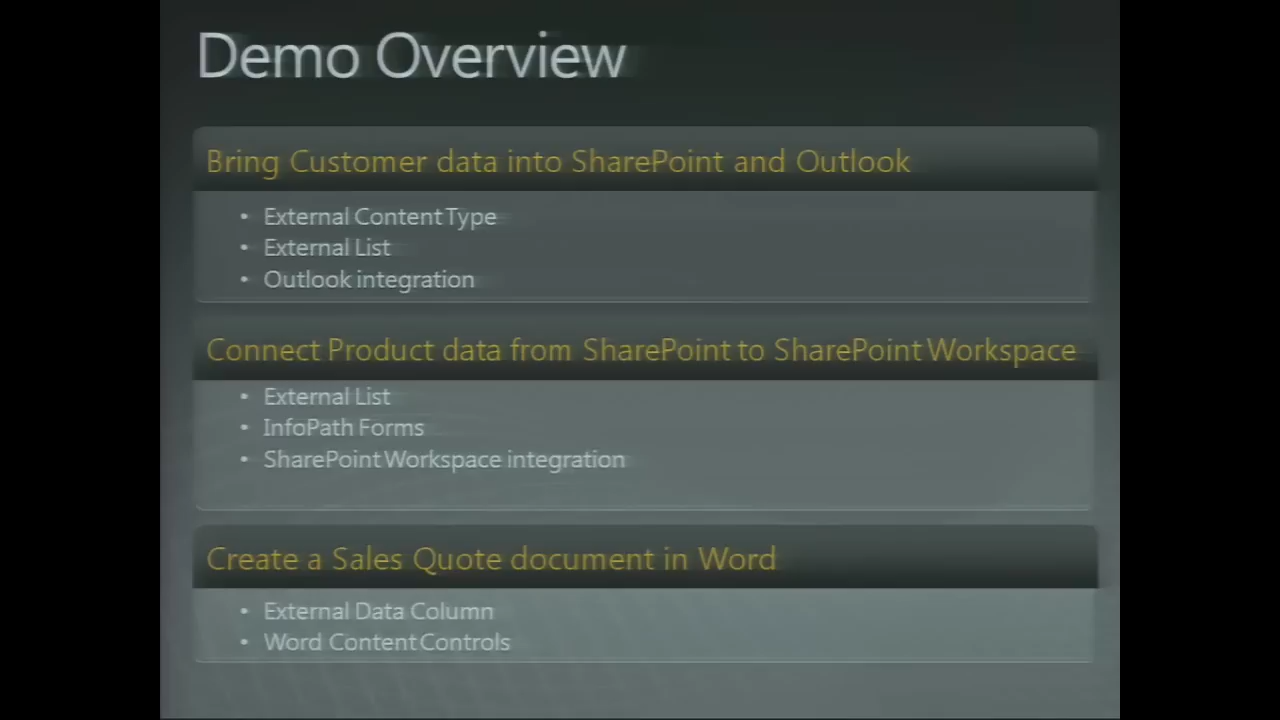 Demo Overview
Bring Customer data into SharePoint and Outlook
• External Content Type
• External List
• Outlook integration
Connect Product data from SharePoint to SharePoint Workspace
• External List
• InfoPath Forms
• SharePoint Workspace integration
Create a Sales Quote document in Word
• External Data Column
• Word Content Controls